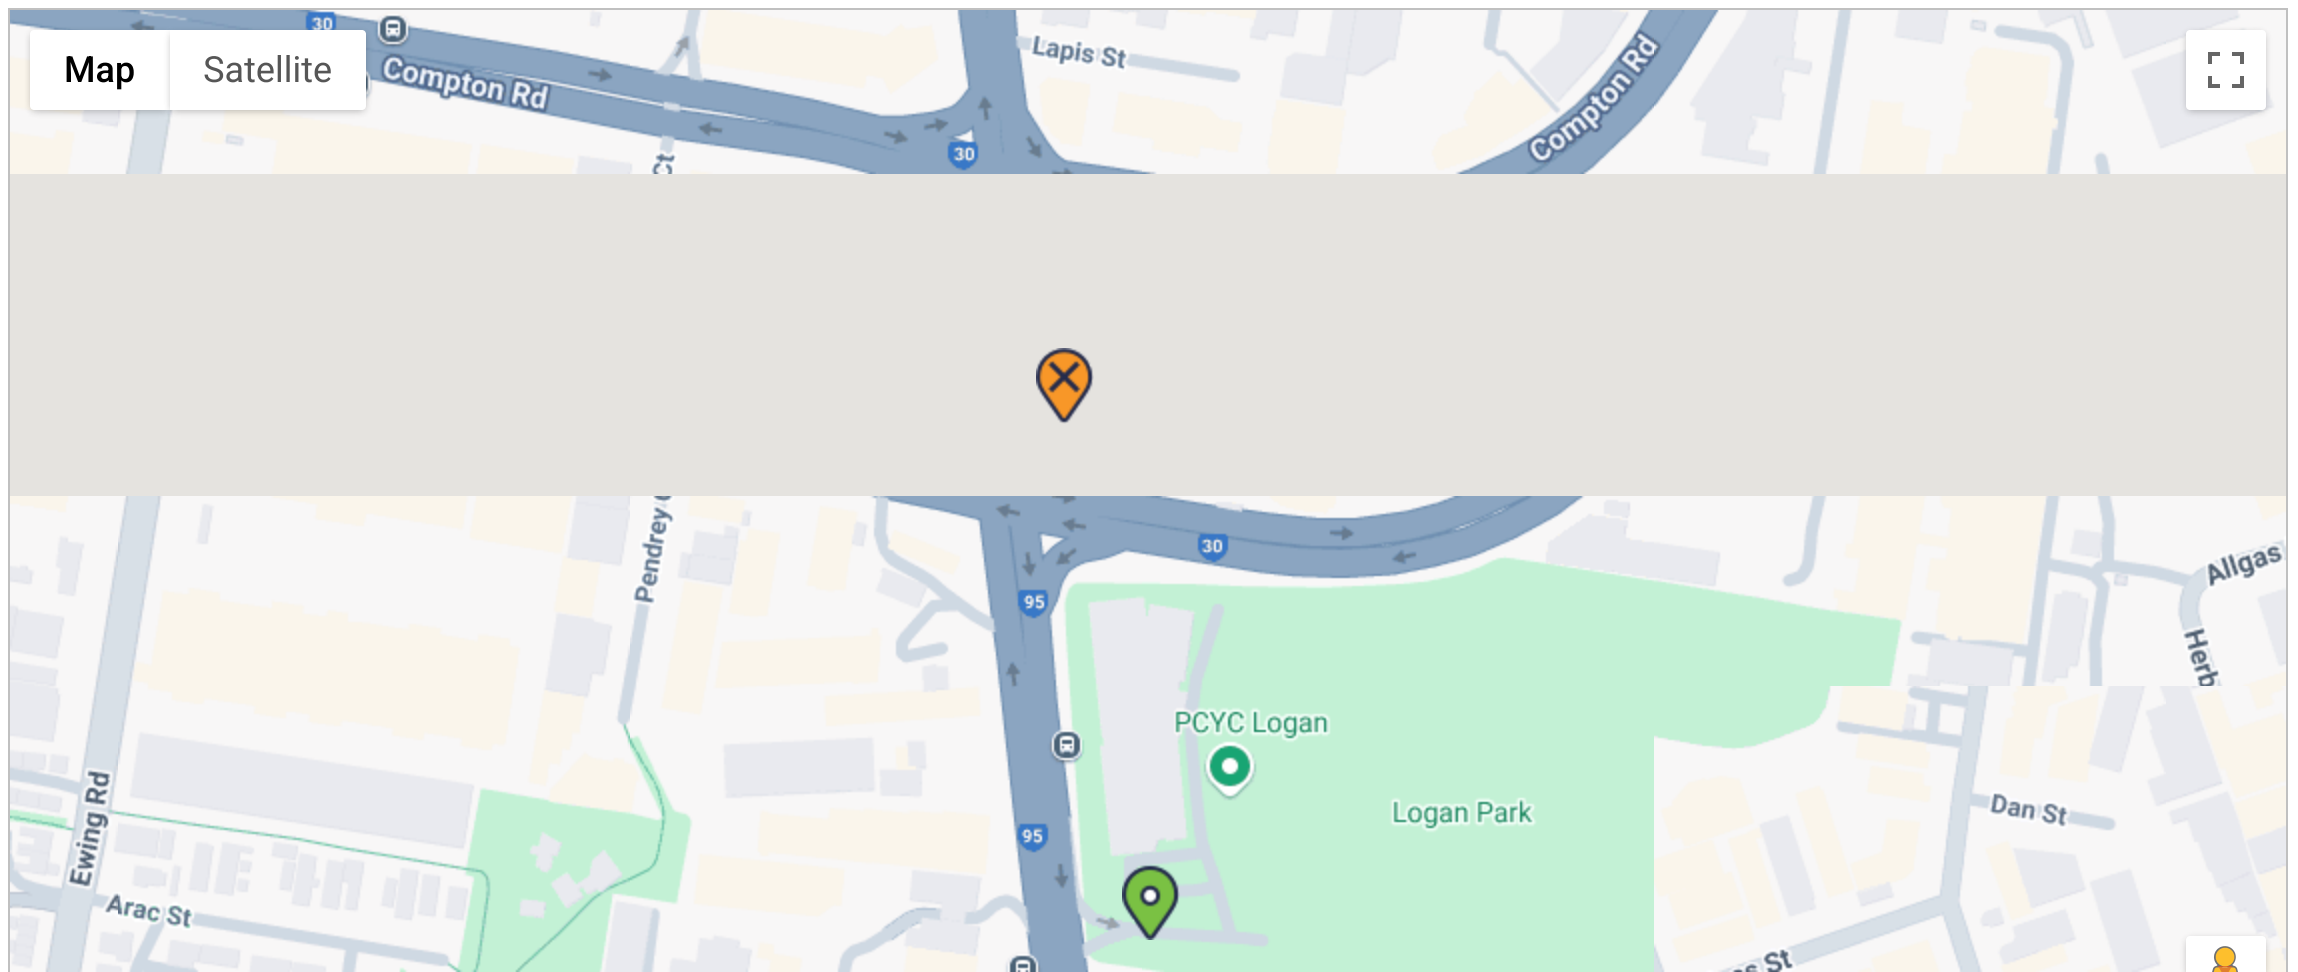 30
Map
Satellite
Compton Rd
Lapis St
Compton Rd
30
Ct
Pendrey
30
95
Allgas
Herb
PCYC Logan
Logan Park
Ewing Rd
95
Dan St
Arac St
St